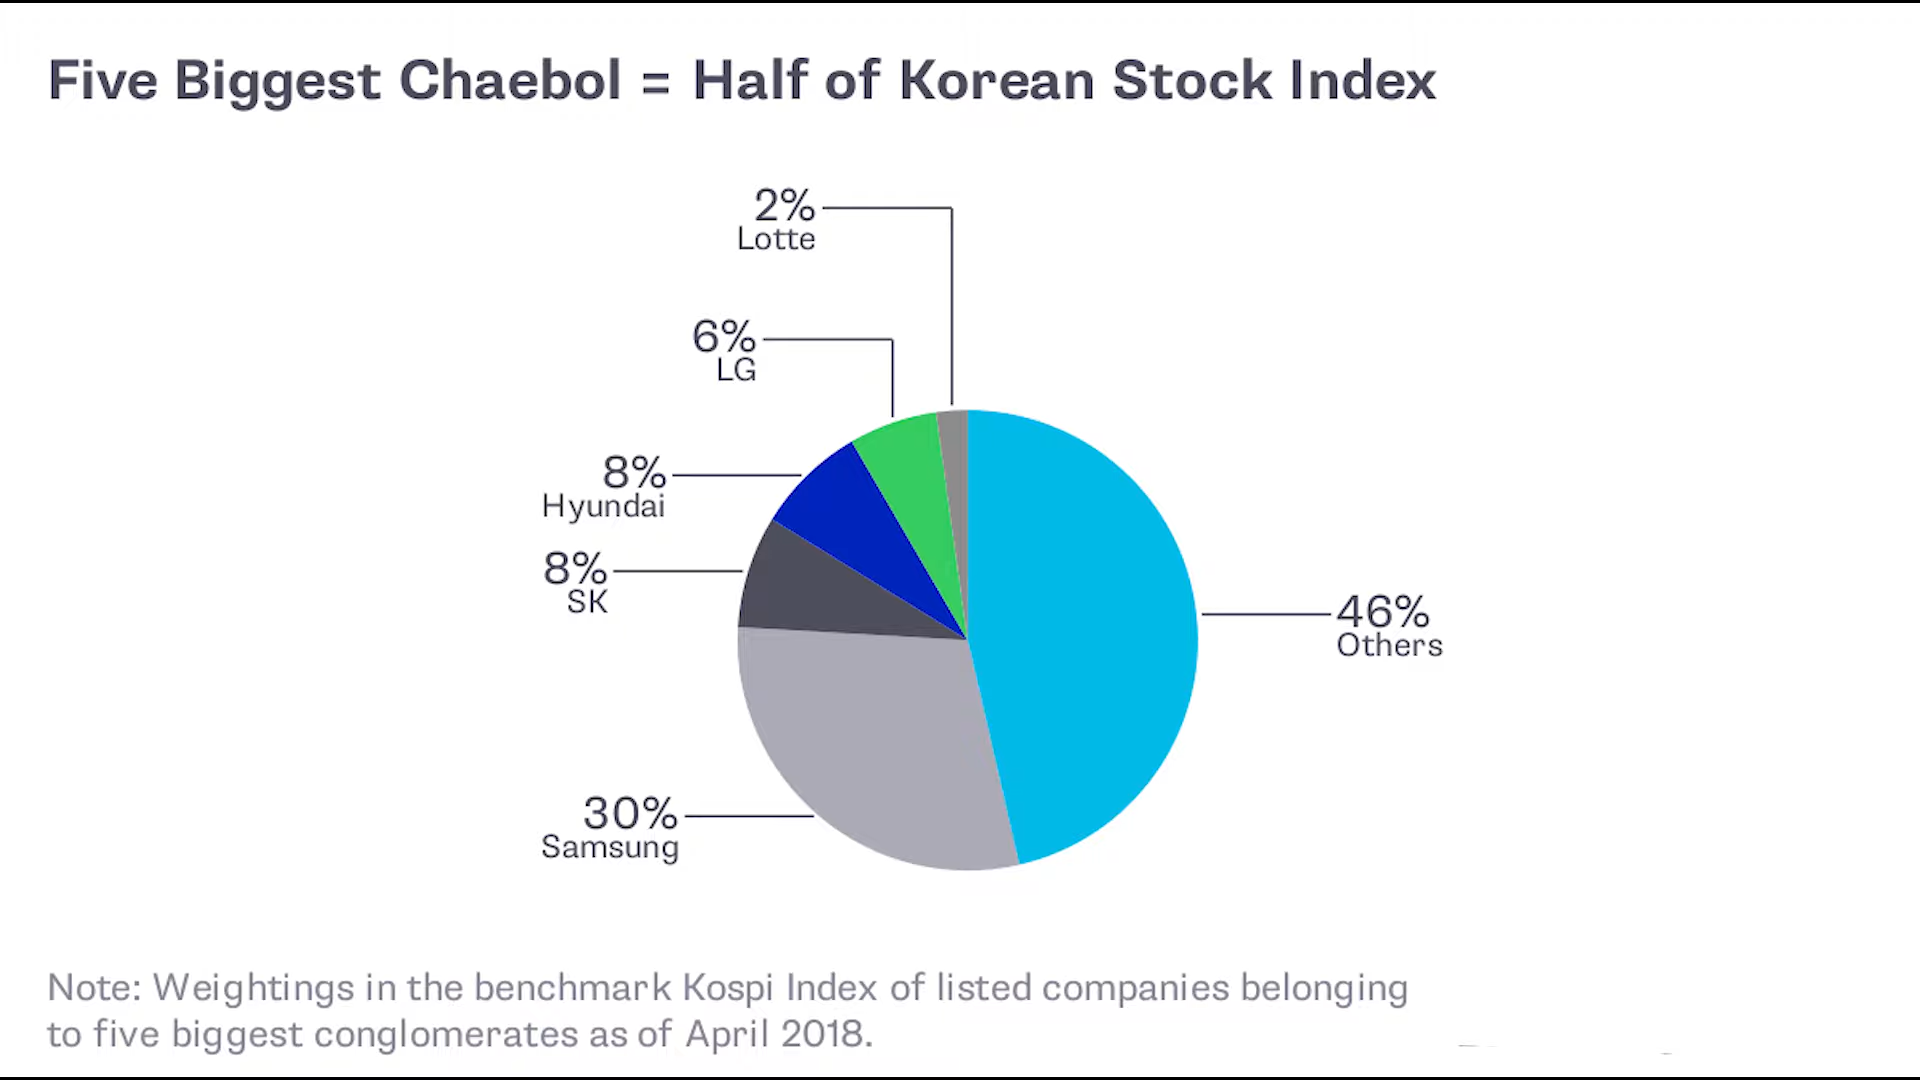 Five Biggest Chaebol = Half of Korean Stock Index
2%
Lotte
6%
LG
8%
Hyundai
8%
SK
46%
Others
30%
Samsung
Note: Weightings in the benchmark Kospi Index of listed companies belonging
to five biggest conglomerates as of April 2018.